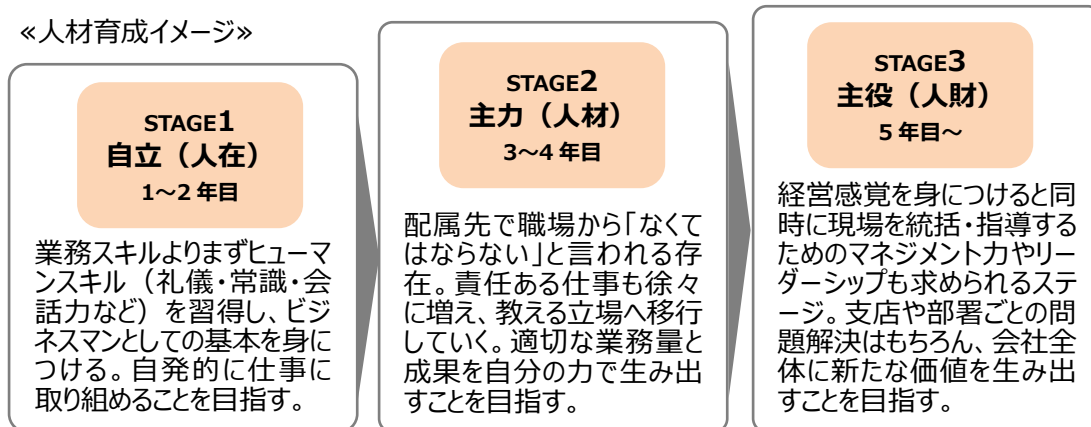 ≪人材育成イメージ≫
STAGE1
自立（人在）
1～2 年目
業務スキルよりまずヒューマ
ンスキル（礼儀・常識・会
話力など）を習得し、ビジ
ネスマンとしての基本を身に
つける。自発的に仕事に
取り組めることを目指す。
STAGE2
主力（人材）
3～4 年目
配属先で職場から「なくて
はならない」と言われる存
在。責任ある仕事も徐々
に増え、教える立場へ移行
していく。適切な業務量と
成果を自分の力で生み出
すことを目指す。
STAGE3
主役（人財）
5 年目～
経営感覚を身につけると同
時に現場を統括・指導する
ためのマネジメント力やリー
ダーシップも求められるステ
ージ。支店や部署ごとの問
題解決はもちろん、会社全
体に新たな価値を生み出
すことを目指す。